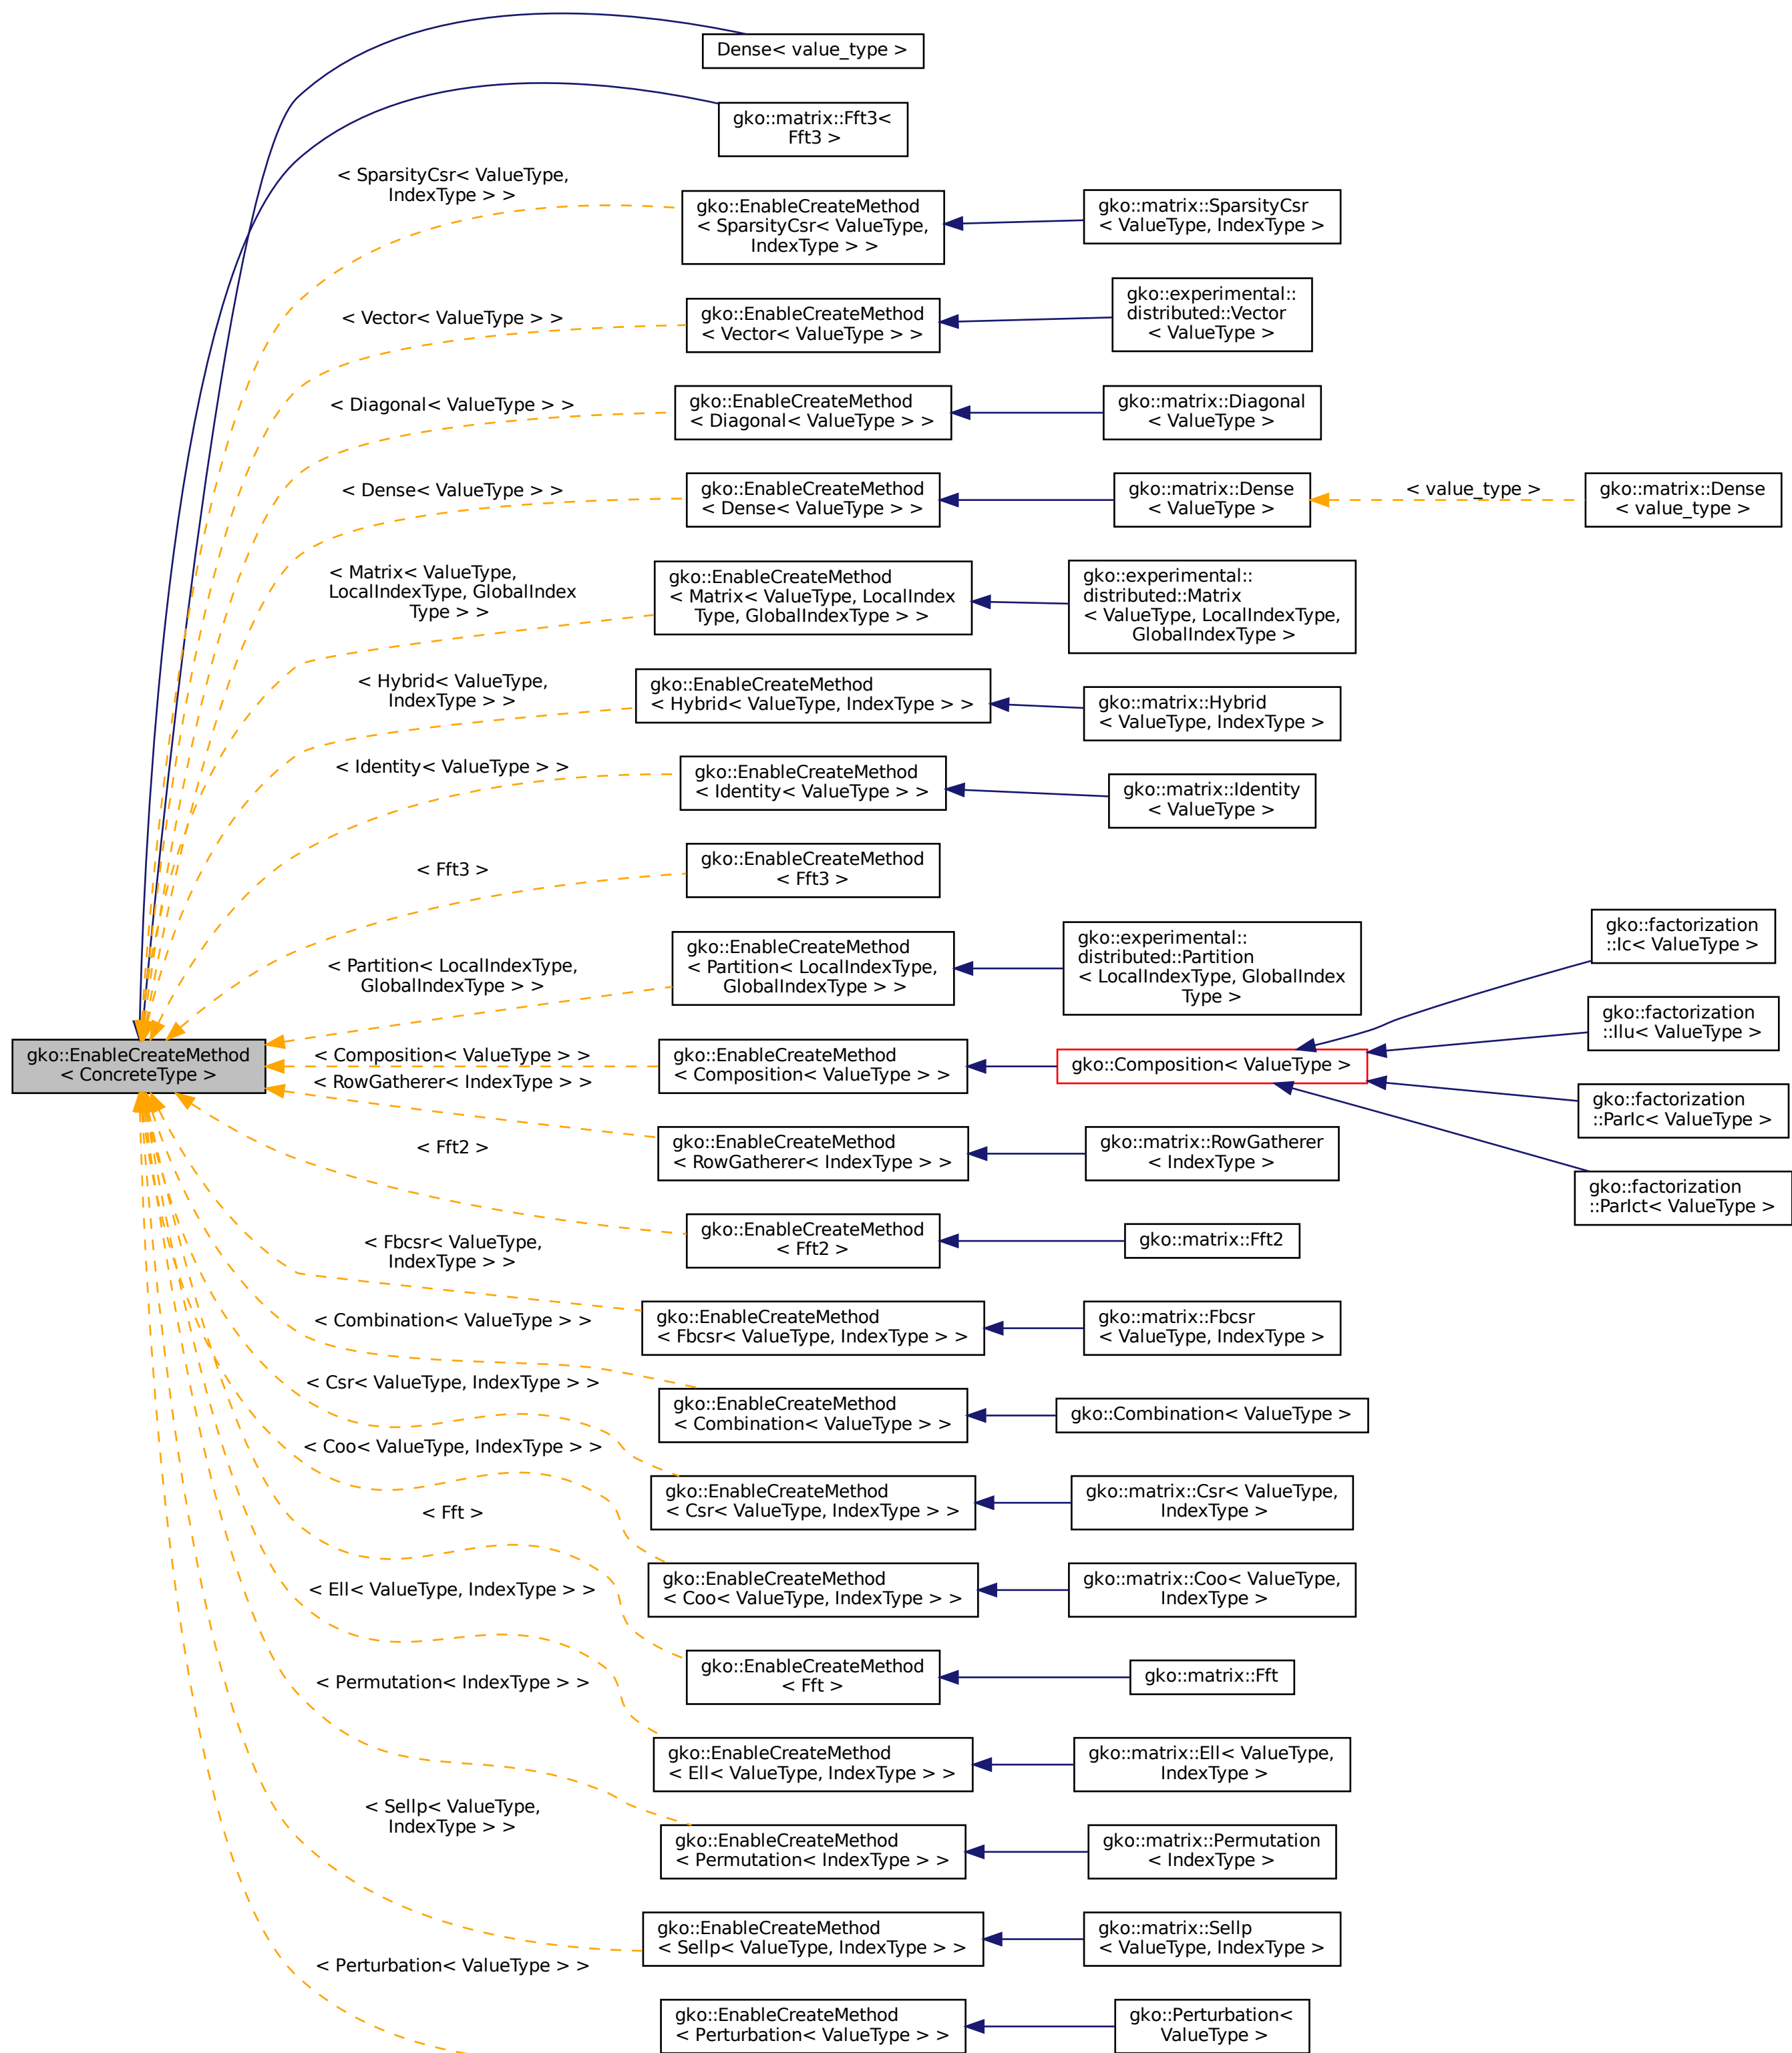 Dense< value_type >
gko::matrix::Fft3<
Fft3 >
< SparsityCsr< ValueType,
IndexType > >
gko::EnableCreateMethod
< SparsityCsr< ValueType,
IndexType > >
gko::matrix::SparsityCsr
< ValueType, IndexType >
< Vector< ValueType > >
gko::EnableCreateMethod
< Vector< ValueType > >
gko::experimental::
distributed::Vector
< ValueType >
< Diagonal< ValueType > >
gko::EnableCreateMethod
< Diagonal< ValueType > >
gko::matrix::Diagonal
< ValueType >
< Dense< ValueType > >
gko::EnableCreateMethod
< Dense< ValueType > >
gko::matrix::Dense
< ValueType >
< value_type >
gko::matrix::Dense
< value_type >
< Matrix< ValueType,
LocalIndexType, GlobalIndex
Type > >
gko::EnableCreateMethod
< Matrix< ValueType, LocalIndex
Type, GlobalIndexType > >
gko::experimental::
distributed::Matrix
< ValueType, LocalIndexType,
GlobalIndexType >
< Hybrid< ValueType,
IndexType > >
gko::EnableCreateMethod
< Hybrid< ValueType, IndexType > >
gko::matrix::Hybrid
< ValueType, IndexType >
< Identity< ValueType > >
gko::EnableCreateMethod
< Identity< ValueType > >
gko::matrix::Identity
< ValueType >
< Fft3 >
gko::EnableCreateMethod
< Fft3 >
< Partition< LocalIndexType,
GlobalIndexType > >
gko::EnableCreateMethod
< Partition< LocalIndexType,
GlobalIndexType > >
gko::experimental::
distributed::Partition
< LocalIndexType, GlobalIndex
Type >
gko::factorization
::Ic< ValueType >
gko::factorization
::Ilu< ValueType >
gko::EnableCreateMethod
< ConcreteType >
< Composition< ValueType > >
gko::EnableCreateMethod
< Composition< ValueType > >
gko::Composition< ValueType >
gko::factorization
::ParIc< ValueType >
< RowGatherer< IndexType > >
gko::EnableCreateMethod
< RowGatherer< IndexType > >
gko::matrix::RowGatherer
< IndexType >
gko::factorization
::ParIct< ValueType >
< Fft2 >
gko::EnableCreateMethod
< Fft2 >
gko::matrix::Fft2
< Fbcsr< ValueType,
IndexType > >
gko::EnableCreateMethod
< Fbcsr< ValueType, IndexType > >
gko::matrix::Fbcsr
< ValueType, IndexType >
< Combination< ValueType > >
gko::EnableCreateMethod
< Combination< ValueType > >
gko::Combination< ValueType >
< Csr< ValueType, IndexType > >
gko::EnableCreateMethod
< Csr< ValueType, IndexType > >
gko::matrix::Csr< ValueType,
IndexType >
< Coo< ValueType, IndexType > >
gko::EnableCreateMethod
< Coo< ValueType, IndexType > >
gko::matrix::Coo< ValueType,
IndexType >
< Fft >
gko::EnableCreateMethod
< Fft >
gko::matrix::Fft
< Ell< ValueType, IndexType > >
gko::EnableCreateMethod
< Ell< ValueType, IndexType > >
gko::matrix::Ell< ValueType,
IndexType >
< Permutation< IndexType > >
gko::EnableCreateMethod
< Permutation< IndexType > >
gko::matrix::Permutation
< IndexType >
< Sellp< ValueType,
IndexType > >
gko::EnableCreateMethod
< Sellp< ValueType, IndexType > >
gko::matrix::Sellp
< ValueType, IndexType >
< Perturbation< ValueType > >
gko::EnableCreateMethod
< Perturbation< ValueType > >
gko::Perturbation<
ValueType >